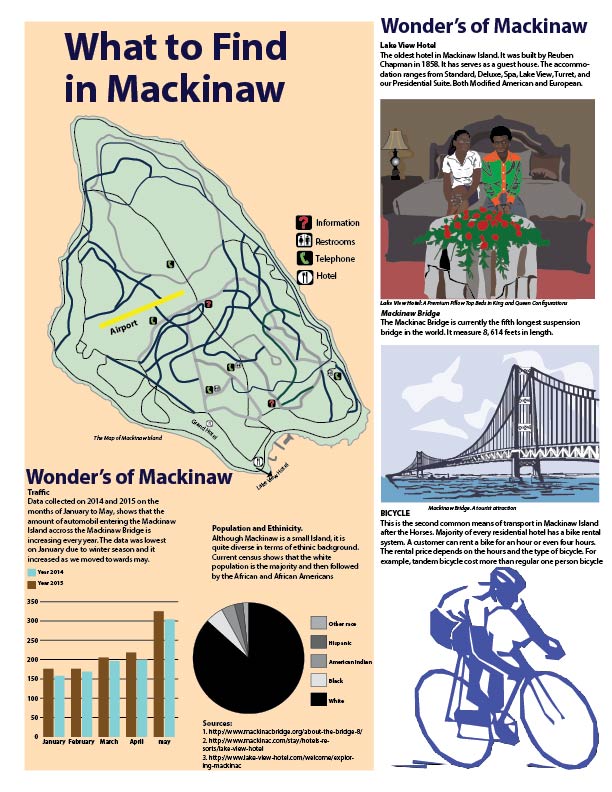 What to Find
in Mackinaw
Information
Restrooms
Telephone
Hotel
Airport
Grand Hotel
The Map of Mackinaw Island
Lake View Hotel
Wonder's of Mackinaw
Traffic
Data collected on 2014 and 2015 on the
months of January to May, shows that the
amount of automobil entering the Mackinaw
Island accross the Mackinaw Bridge is
increasing every year. The data was lowest
on January due to winter season and it
increased as we moved towards may.
Year 2014
Year 2015
350
300
250
200
150
100
50
0
January February March April may
Population and Ethnicity.
Although Mackinaw is a small Island, it is
quite diverse in terms of ethnic background.
Current census shows that the white
population is the majority and then followed
by the African and African Americans
Other race
Hispanic
American Indian
Black
White
Sources:
1. http://www.mackinacbridge.org/about-the-bridge-8/
2. http://www.mackinac.com/stay/hotels-re-
sorts/lake-view-hotel
3. http://www.lake-view-hotel.com/welcome/explor-
ing-mackinac
Wonder's of Mackinaw
Lake View Hotel
The oldest hotel in Mackinaw Island. It was built by Reuben
Chapman in 1858. It has serves as a guest house. The accommo-
dation ranges from Standard, Deluxe, Spa, Lake View, Turret, and
our Presidential Suite. Both Modified American and European.
Lake View Hotel: A Premium Pillow Top Beds in King and Queen Configurations
Mackinaw Bridge
The Mackinac Bridge is currently the fifth longest suspension
bridge in the world. It measure 8, 614 feets in length.
Mackinaw Bridge. A tourist attraction
BICYCLE
This is the second common means of transport in Mackinaw Island
after the Horses. Majority of every residential hotel has a bike rental
system. A customer can rent a bike for an hour or even four hours.
The rental price depends on the hours and the type of bicycle. For
example, tandem bicycle cost more than regular one person bicycle